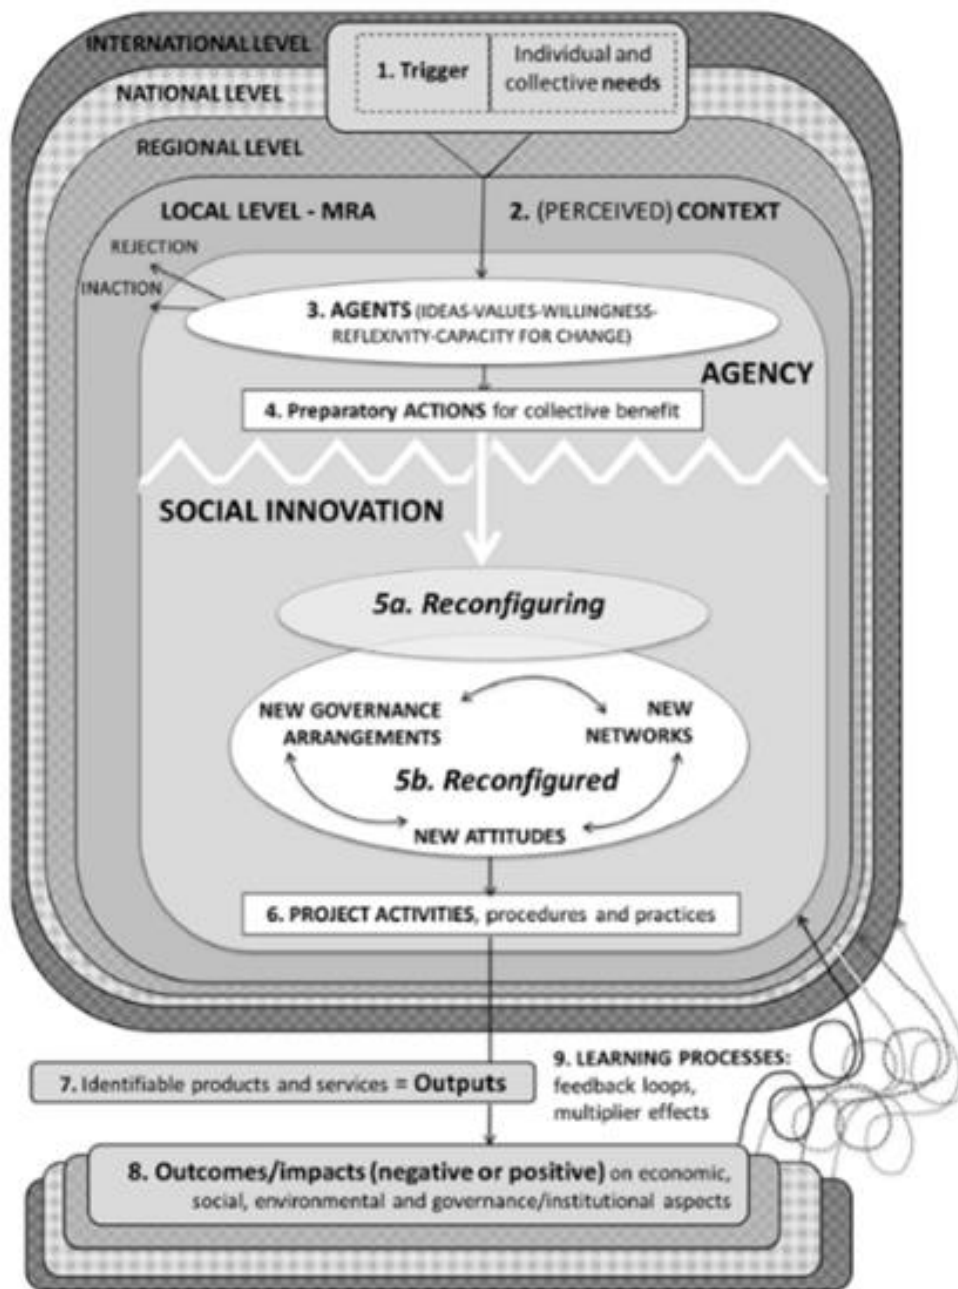 INTERNATIONAL LEVEL
1. Trigger
Individual and
collective needs
NATIONAL LEVEL
REGIONAL LEVEL
LOCAL LEVEL - MRA
2. (PERCEIVED) CONTEXT
REJECTION
INACTION
3. AGENTS (IDEAS-VALUES-WILLINGNESS-
REFLEXIVITY-CAPACITY FOR CHANGE)
AGENCY
4. Preparatory ACTIONS for collective benefit
SOCIAL INNOVATION
5a. Reconfiguring
NEW GOVERNANCE
ARRANGEMENTS
NEW
NETWORKS
5b. Reconfigured
NEW ATTITUDES
6. PROJECT ACTIVITIES, procedures and practices
7. Identifiable products and services = Outputs
9. LEARNING PROCESSES:
feedback loops,
multiplier effects
8. Outcomes/impacts (negative or positive) on economic,
social, environmental and governance/institutional aspects